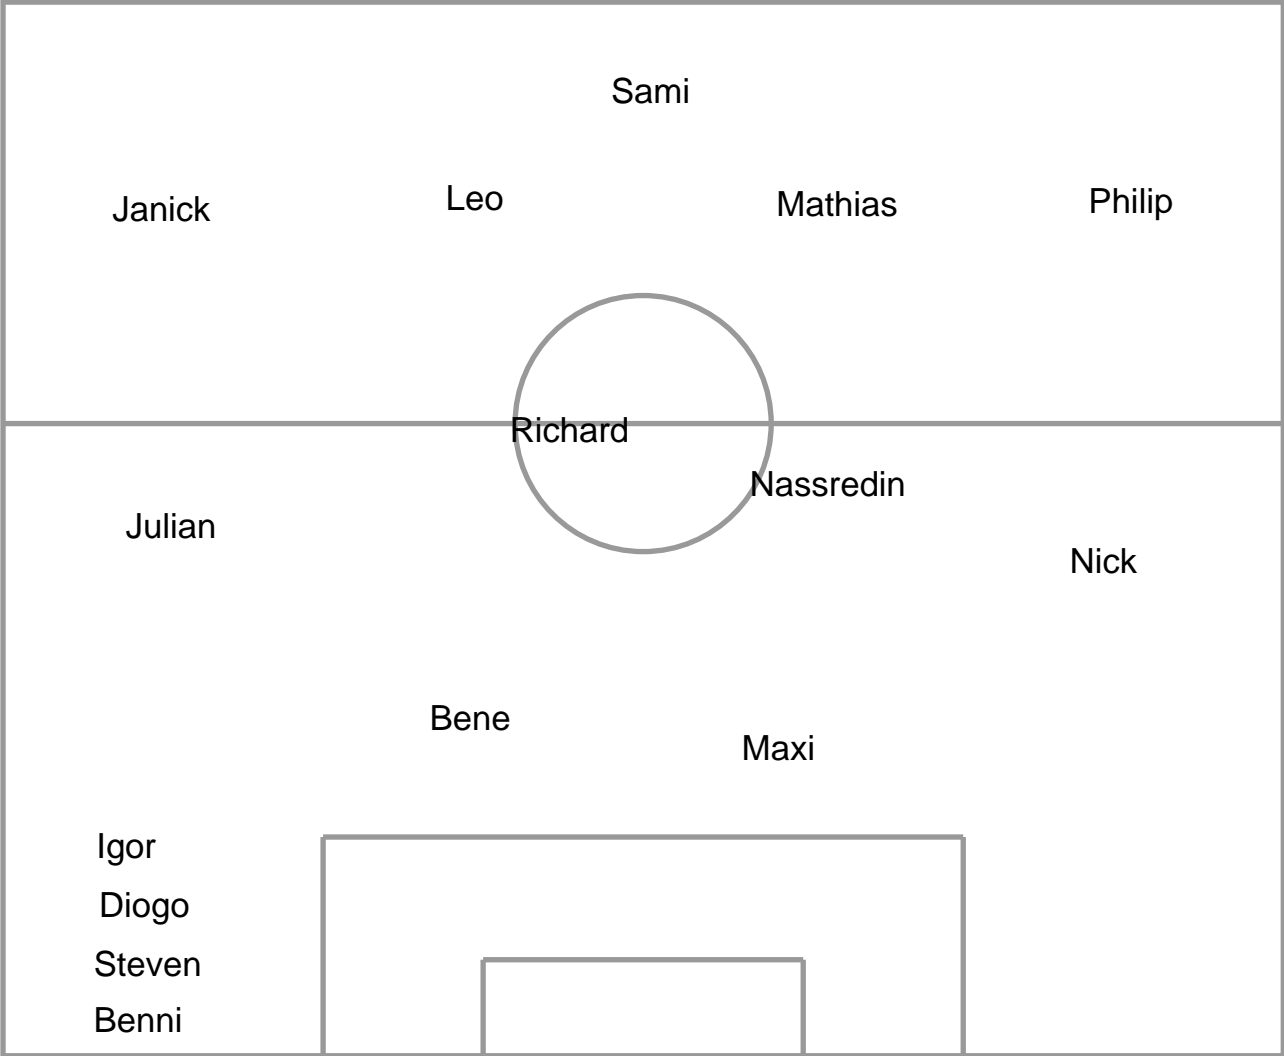 Sami
Janick
Leo
Mathias
Philip
Richard
Nassredin
Julian
Nick
Bene
Maxi
Igor
Diogo
Steven
Benni